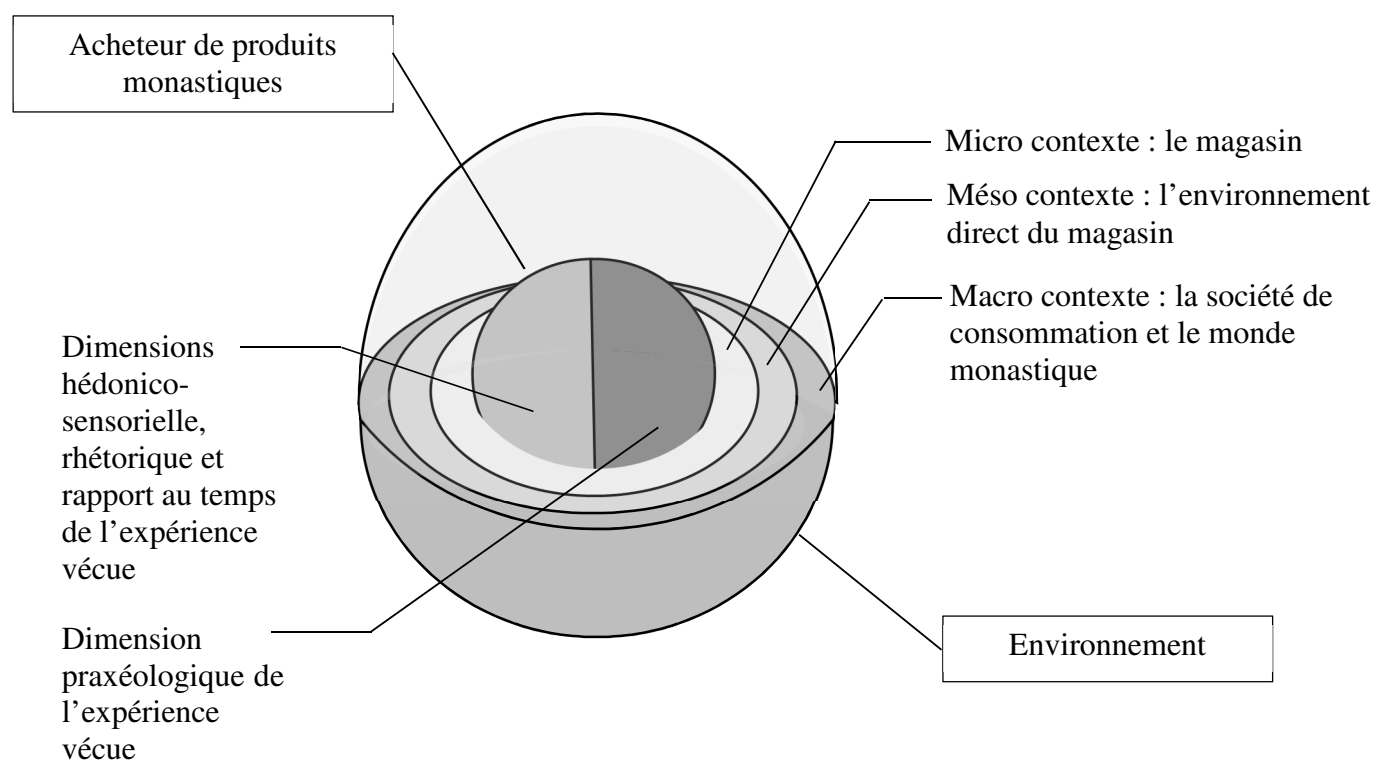 Acheteur de produits
monastiques
Micro contexte : le magasin
Méso contexte : l’environnement
direct du magasin
Macro contexte : la société de
consommation et le monde
monastique
Dimensions
hédonico-
sensorielle,
rhétorique et
rapport au temps
de l’expérience
vécue
Dimension
praxéologique de
l’expérience
vécue
Environnement